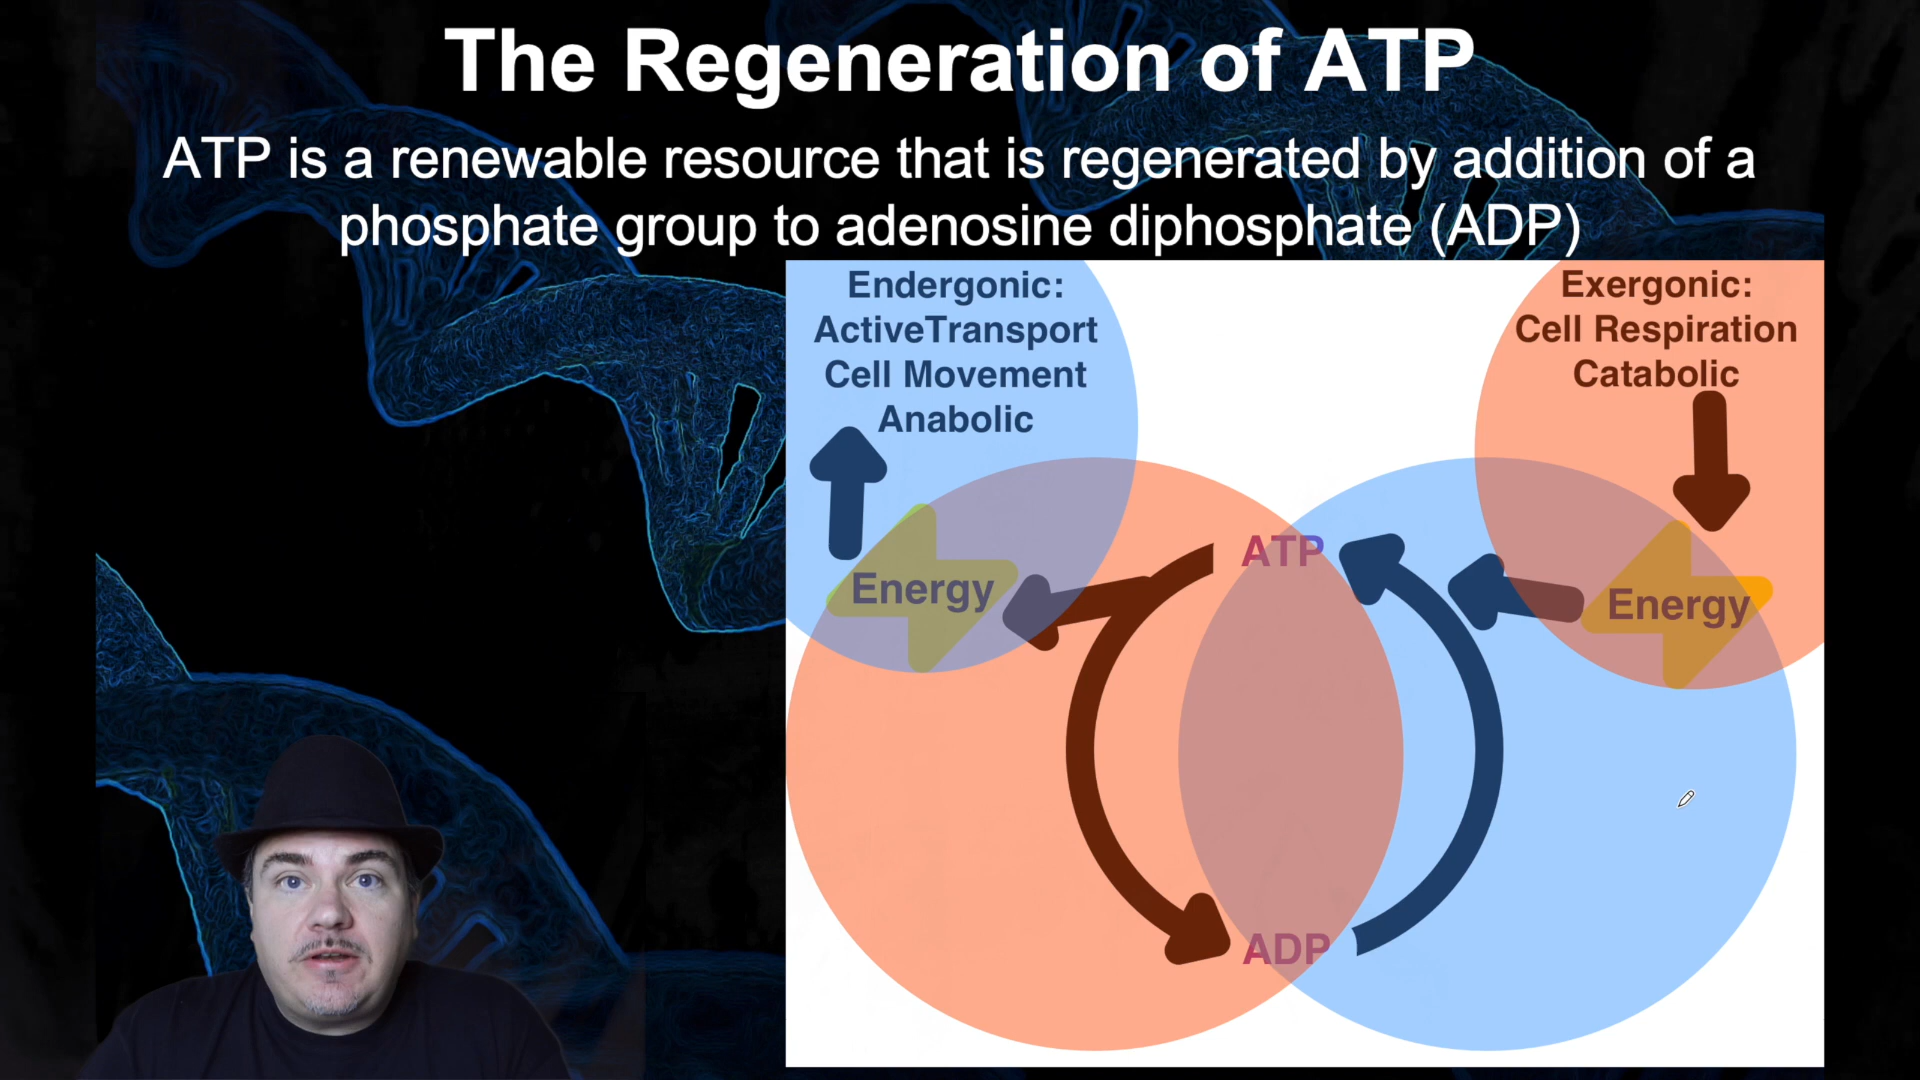 The Regeneration of ATP
ATP is a renewable resource that is regenerated by addition of a
phosphate group to adenosine diphosphate (ADP)
Endergonic:
ActiveTransport
Cell Movement
Anabolic
Exergonic:
Cell Respiration
Catabolic
Energy
ATP
Energy
ADP